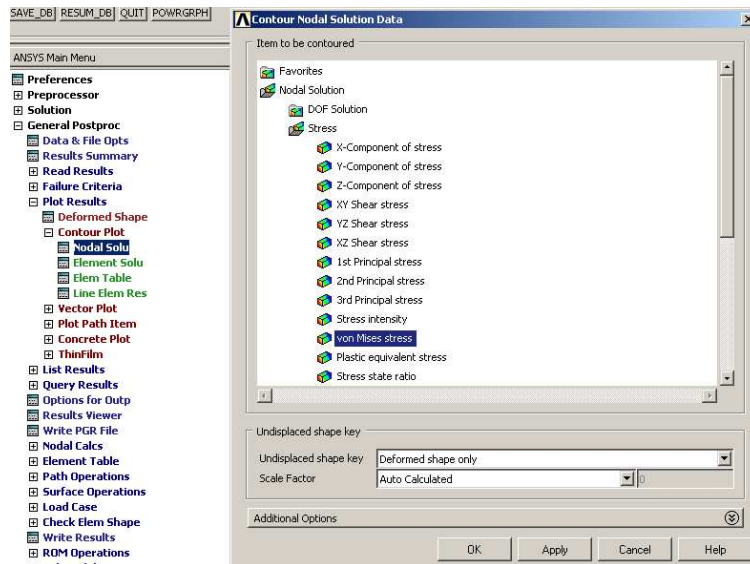 SAVE_DB RESUM_DB QUIT POWRGRPH
ANSYS Main Menu
Preferences
Preprocessor
Solution
General Postproc
Data & File Opts
Results Summary
Read Results
Failure Criteria
Plot Results
Deformed Shape
Contour Plot
Nodal Solu
Element Solu
Elem Table
Line Elem Res
Vector Plot
Plot Path Item
Concrete Plot
ThinFilm
List Results
Query Results
Options for Outp
Results Viewer
Write PGR File
Nodal Calcs
Element Table
Path Operations
Surface Operations
Load Case
Check Elem Shape
Write Results
ROM Operations
Contour Nodal Solution Data
Item to be contoured
Favorites
Nodal Solution
DOF Solution
Stress
X-Component of stress
Y-Component of stress
Z-Component of stress
XY Shear stress
YZ Shear stress
XZ Shear stress
1st Principal stress
2nd Principal stress
3rd Principal stress
Stress intensity
von Mises stress
Plastic equivalent stress
Stress state ratio
Undisplaced shape key
Undisplaced shape key Deformed shape only
Scale Factor Auto Calculated 0
Additional Options
OK Apply Cancel Help